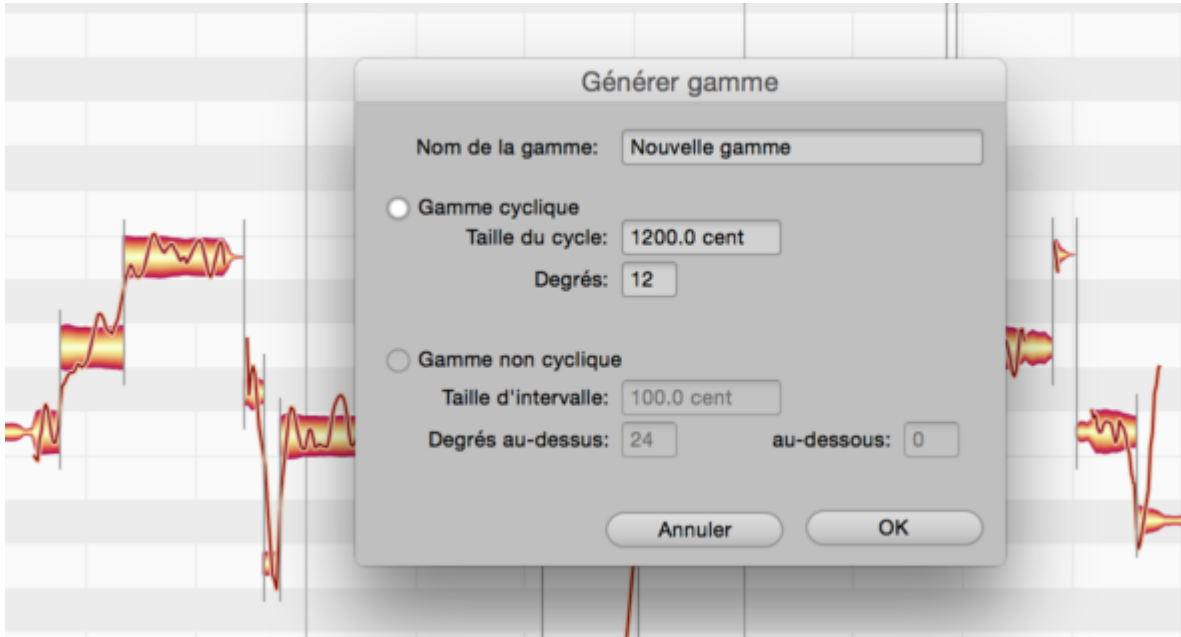 Générer gamme
Nom de la gamme: Nouvelle gamme
Gamme cyclique
Taille du cycle: 1200.0 cent
Degrés: 12
Gamme non cyclique
Taille d'intervalle: 100.0 cent
Degrés au-dessus: 24 au-dessous: 0
Annuler OK